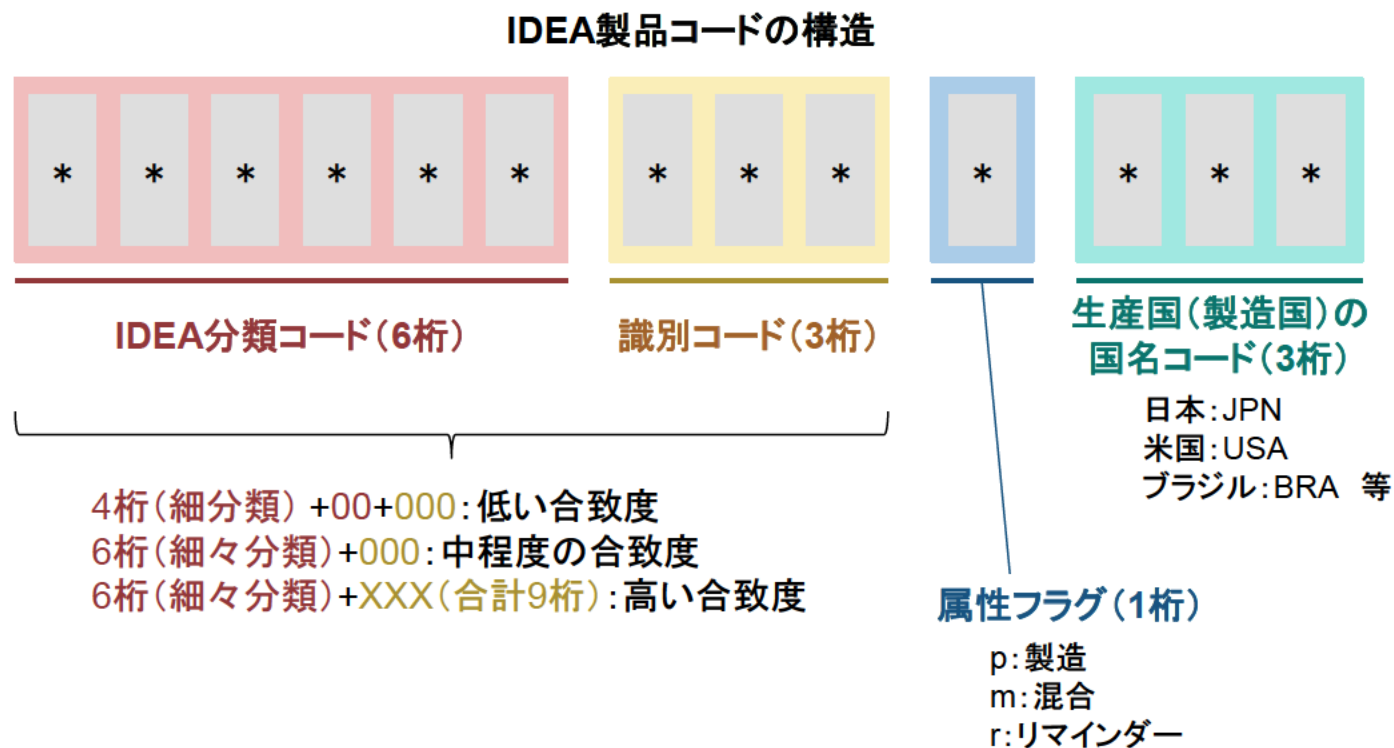 IDEA製品コードの構造
* * * * * * * * * * * * *
IDEA分類コード(6桁)
識別コード(3桁)
生産国(製造国)の
国名コード(3桁)
日本:JPN
米国:USA
ブラジル:BRA 等
4桁(細分類) +00+000:低い合致度
6桁(細々分類)+000:中程度の合致度
6桁(細々分類)+XXX(合計9桁):高い合致度
属性フラグ(1桁)
p:製造
m:混合
r:リマインダー